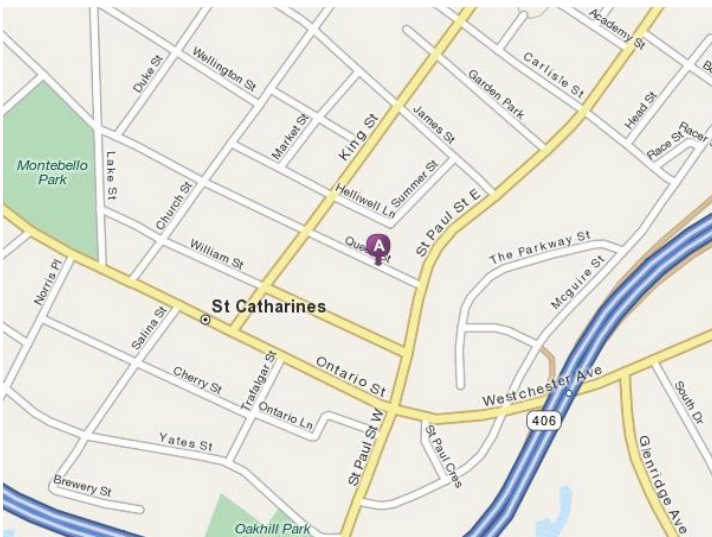 Academy St
Carlisle St
Wellington St
Duke St
Garden Park
Head St
Market St
James St
King St
Race St
Racer St
Montebello
Park
Lake St
Summer St
Helliwell Ln
Church St
St Paul St E
A
The Parkway St
William St
Mcguire St
Norris Pl
St Catharines
Salina St
Ontario St
Westchester Ave
Cherry St
Trafalgar St
Ontario Ln
South Dr
406
St Paul St W
St Paul Cres
Yates St
Glenridge Ave
Brewery St
Oakhill Park